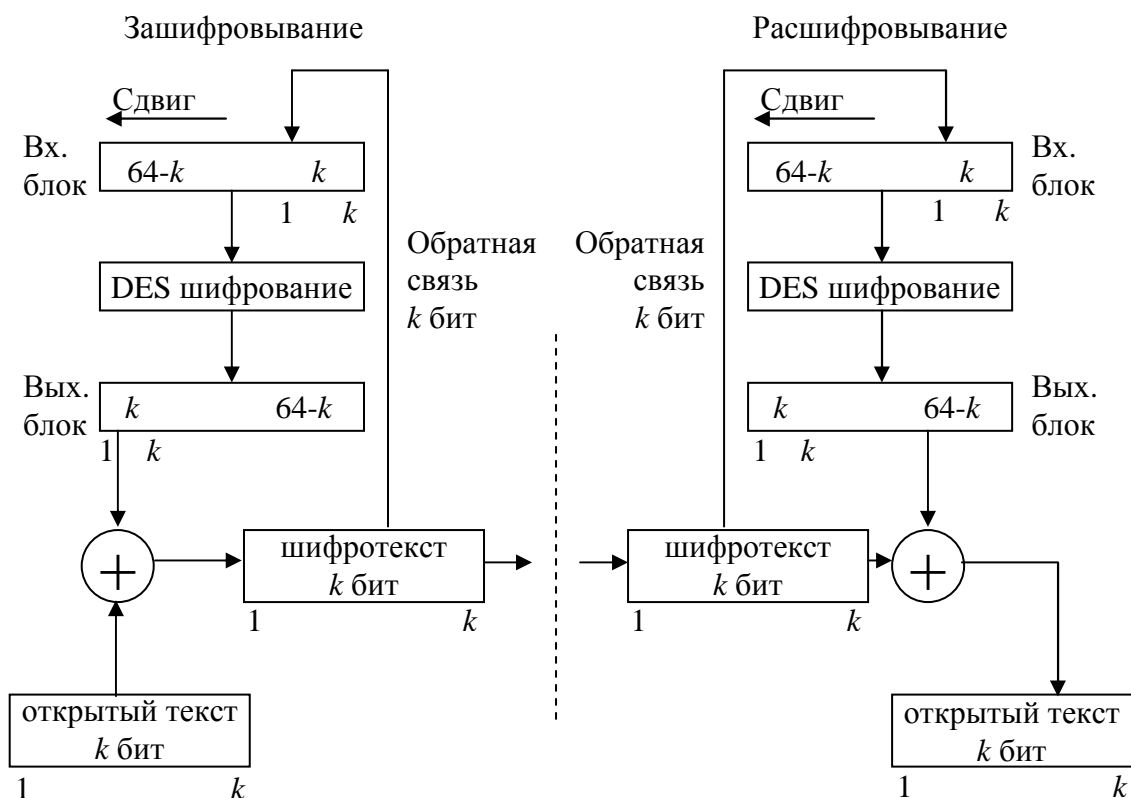 Зашифровывание
Сдвиг
Вх.
блок
64-k k
1 k
DES шифрование
Обратная
связь
k бит
Вых.
блок
k 64-k
1 k
+
шифротекст
k бит
1 k
открытый текст
k бит
1 k
Расшифровывание
Сдвиг
64-k k
Вх.
блок
1 k
Обратная
связь
k бит
DES шифрование
k 64-k
Вых.
блок
1 k
шифротекст
k бит
+
1 k
открытый текст
k бит
1 k